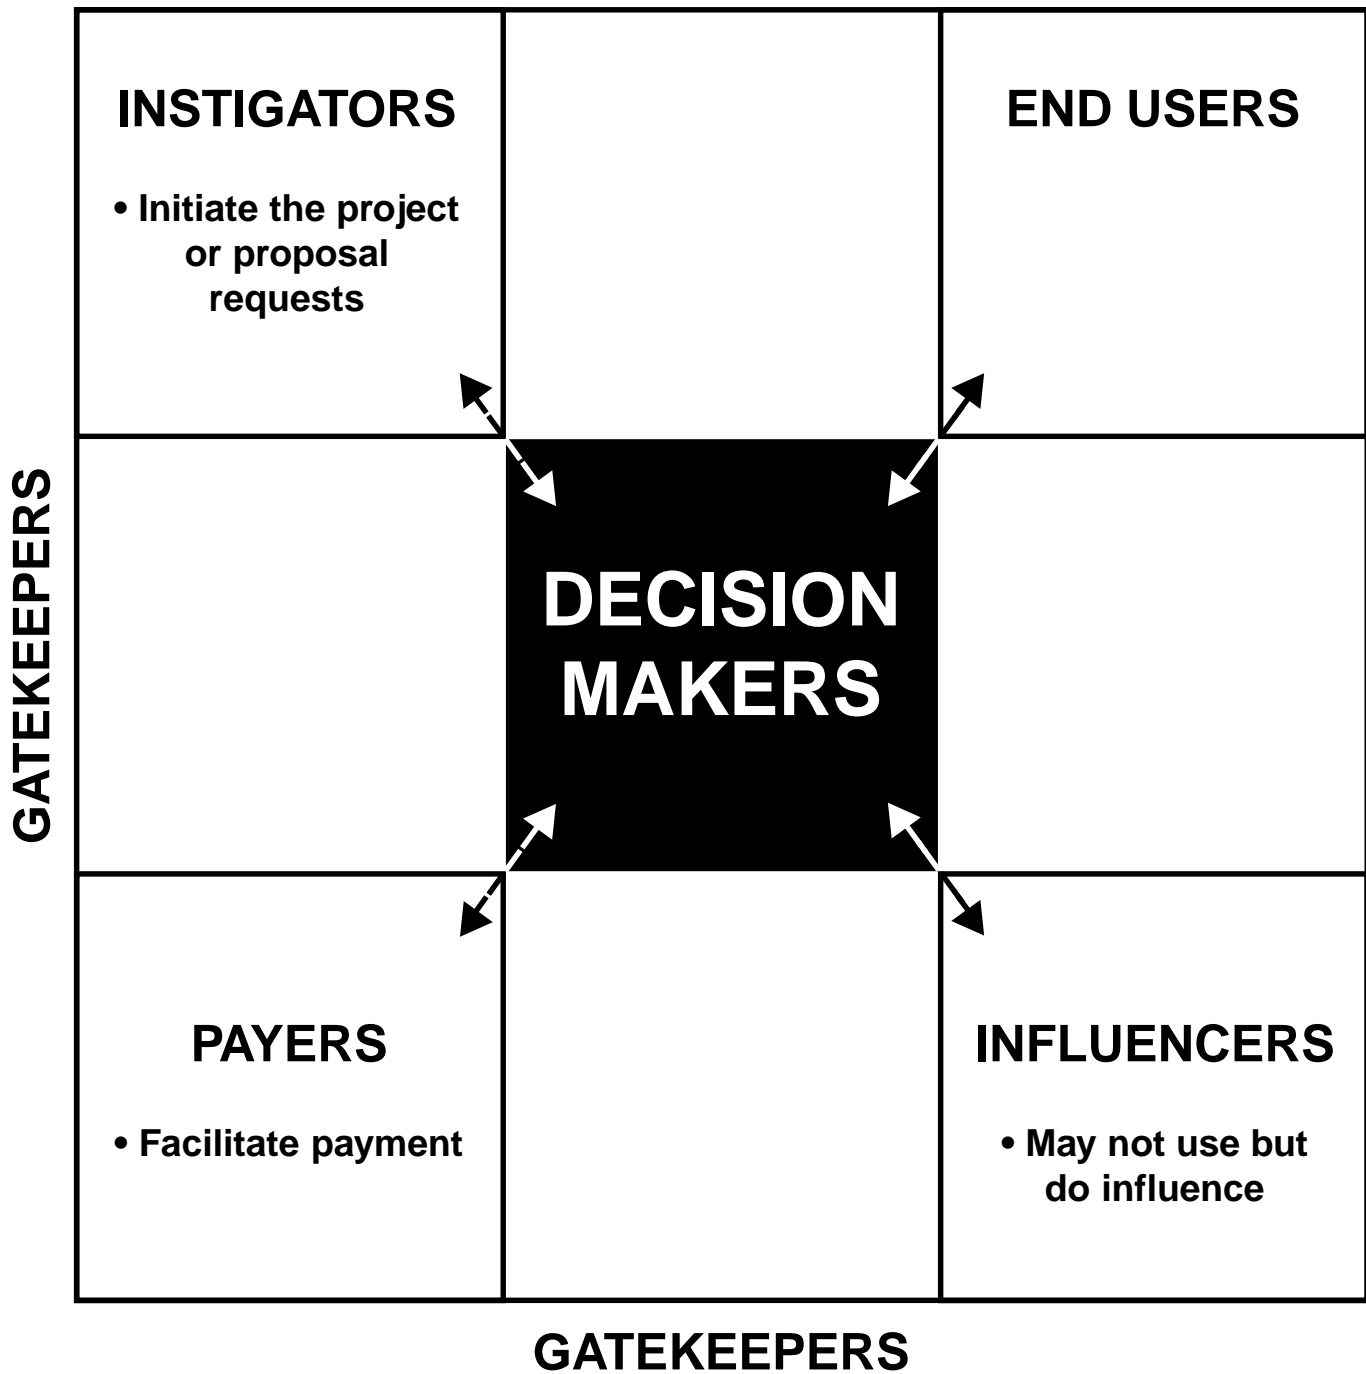 INSTIGATORS
• Initiate the project
or proposal
requests
END USERS
GATEKEEPERS
DECISION
MAKERS
PAYERS
• Facilitate payment
INFLUENCERS
• May not use but
do influence
GATEKEEPERS